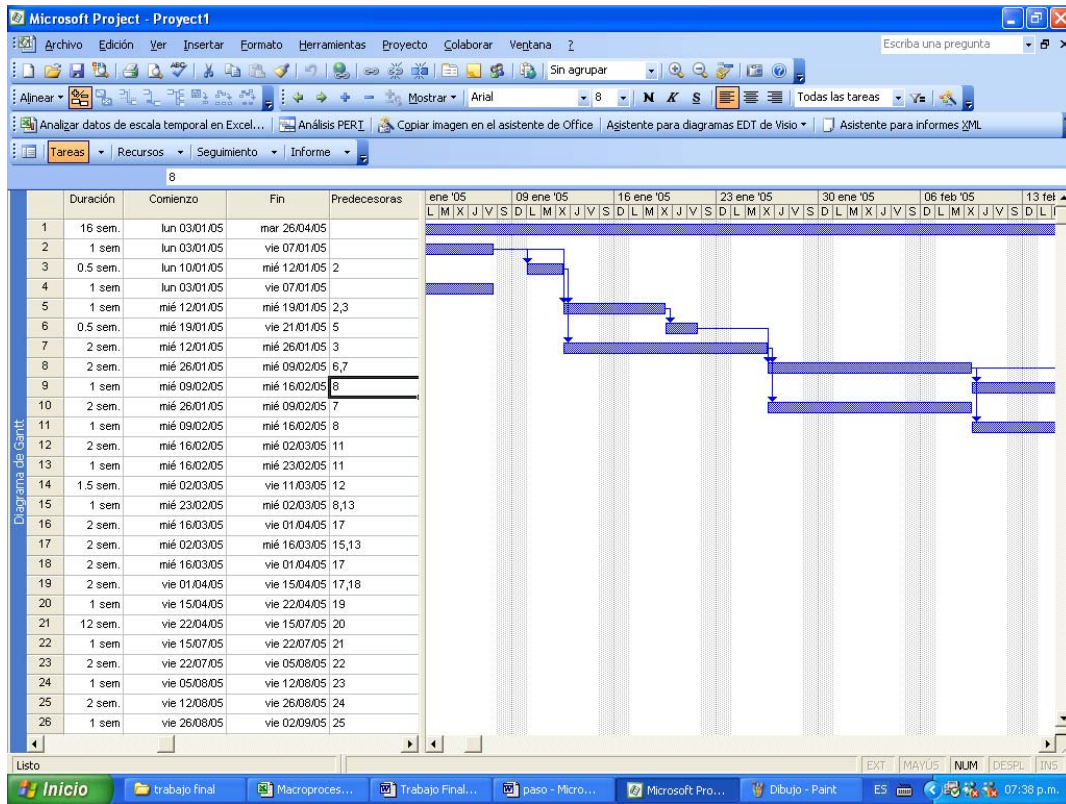 Microsoft Project - Proyect1
Archivo Edición Ver Insertar Formato Herramientas Proyecto Colaborar Ventana ? Escriba una pregunta
Sin agrupar
Alinear Mostrar Arial 8 N K S Todas las tareas
Analizar datos de escala temporal en Excel... Análisis PERT Copiar imagen en el asistente de Office Asistente para diagramas EDT de Visio Asistente para informes XML
Tareas Recursos Seguimiento Informe
8
Duración Comienzo Fin Predecesoras ene '05 09 ene '05 16 ene '05 23 ene '05 30 ene '05 06 feb '05 13 feb
L M X J V S D L M X J V S D L M X J V S D L M X J V S D L M X J V S D L M X J V S D L
1 16 sem. lun 03/01/05 mar 26/04/05
2 1 sem lun 03/01/05 vie 07/01/05
3 0.5 sem. lun 10/01/05 mié 12/01/05 2
4 1 sem lun 03/01/05 vie 07/01/05
5 1 sem mié 12/01/05 mié 19/01/05 2,3
6 0.5 sem. mié 19/01/05 vie 21/01/05 5
7 2 sem. mié 12/01/05 mié 26/01/05 3
8 2 sem. mié 26/01/05 mié 09/02/05 6,7
9 1 sem mié 09/02/05 mié 16/02/05 8
10 2 sem. mié 26/01/05 mié 09/02/05 7
11 1 sem mié 09/02/05 mié 16/02/05 8
12 2 sem. mié 16/02/05 mié 02/03/05 11
13 1 sem mié 16/02/05 mié 23/02/05 11
14 1.5 sem. mié 02/03/05 vie 11/03/05 12
15 1 sem mié 23/02/05 mié 02/03/05 8,13
16 2 sem. mié 16/03/05 vie 01/04/05 17
17 2 sem. mié 02/03/05 mié 16/03/05 15,13
18 2 sem. mié 16/03/05 vie 01/04/05 17
19 2 sem. vie 01/04/05 vie 15/04/05 17,18
20 1 sem vie 15/04/05 vie 22/04/05 19
21 12 sem. vie 22/04/05 vie 15/07/05 20
22 1 sem vie 15/07/05 vie 22/07/05 21
23 2 sem. vie 22/07/05 vie 05/08/05 22
24 1 sem vie 05/08/05 vie 12/08/05 23
25 2 sem. vie 12/08/05 vie 26/08/05 24
26 1 sem vie 26/08/05 vie 02/09/05 25
Diagrama de Gantt
Listo EXT MAYÚS NUM DESPL INS
Inicio trabajo final Macroproces... Trabajo Final... paso - Micro... Microsoft Pro... Dibujo - Paint ES 07:38 p.m.